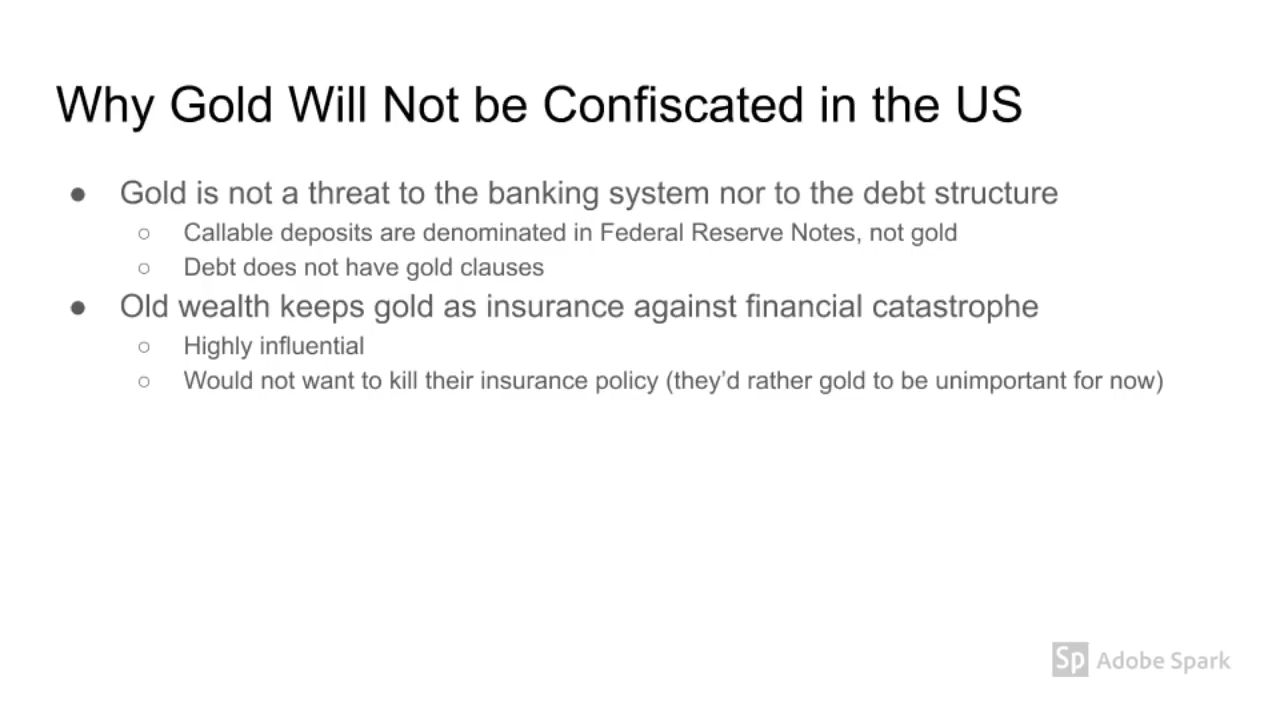 Why Gold Will Not be Confiscated in the US
● Gold is not a threat to the banking system nor to the debt structure
○ Callable deposits are denominated in Federal Reserve Notes, not gold
○ Debt does not have gold clauses
● Old wealth keeps gold as insurance against financial catastrophe
○ Highly influential
○ Would not want to kill their insurance policy (they’d rather gold to be unimportant for now)
Sp Adobe Spark